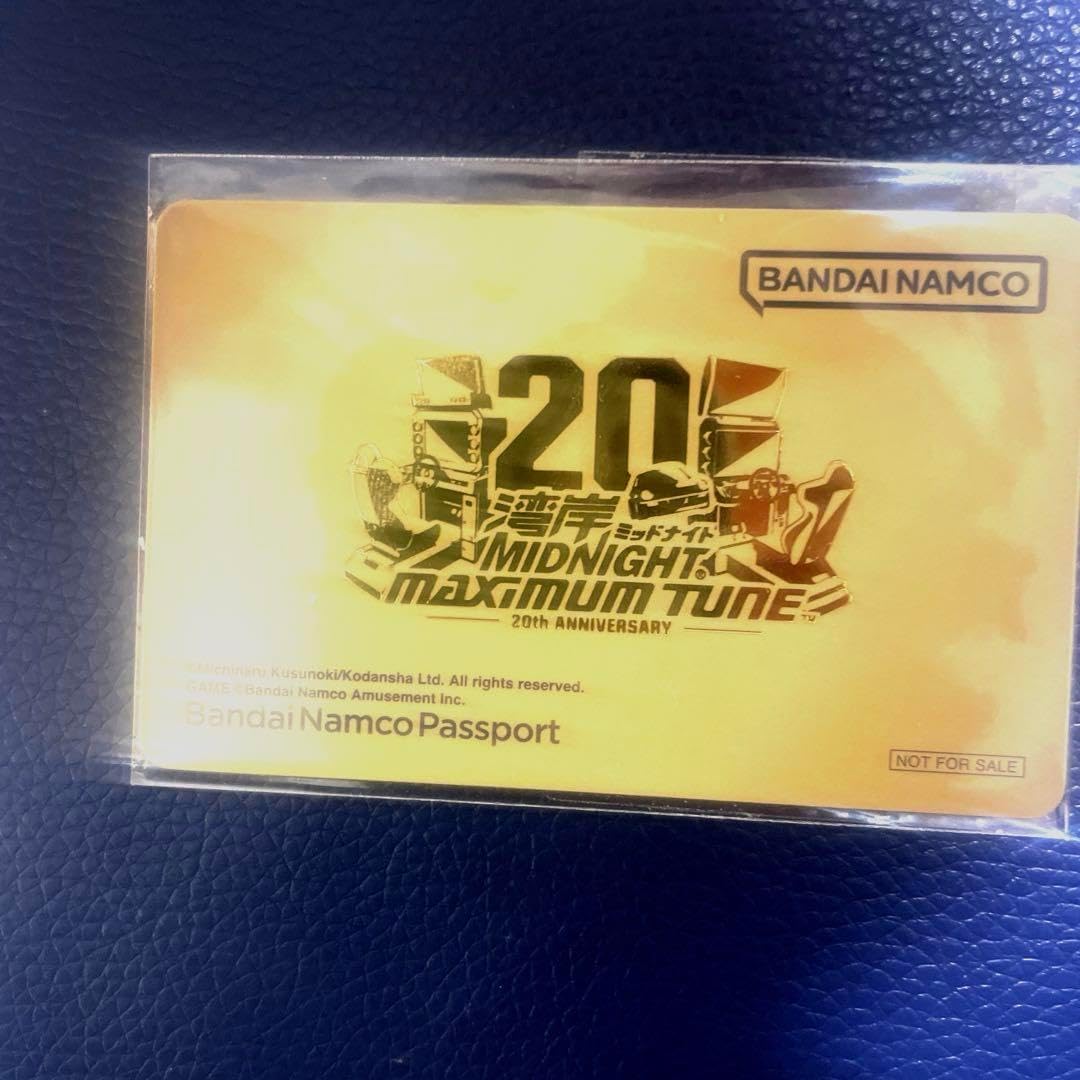 BANDAI NAMCO
20
湾岸 ミッドナイト
MIDNIGHT®
MAXIMUM TUNE™
20th ANNIVERSARY
©Michiharu Kusunoki/Kodansha Ltd. All rights reserved.
GAME ©Bandai Namco Amusement Inc.
Bandai Namco Passport
NOT FOR SALE